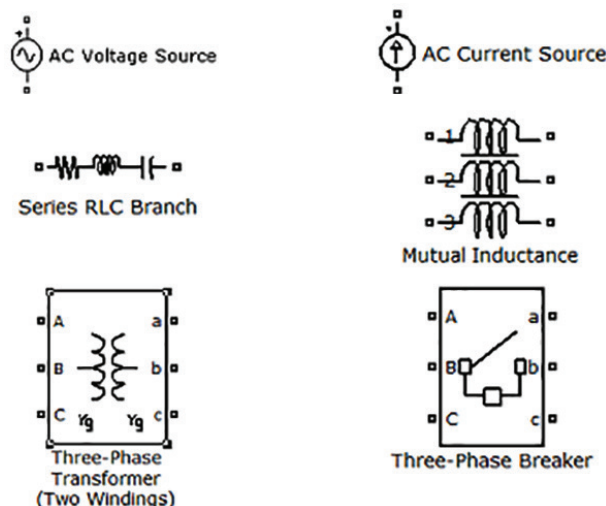 AC Voltage Source
AC Current Source
Series RLC Branch
1
2
3
Mutual Inductance
A a
B b
C Yg Yg c
Three-Phase
Transformer
(Two Windings)
A a
B b
C c
Three-Phase Breaker